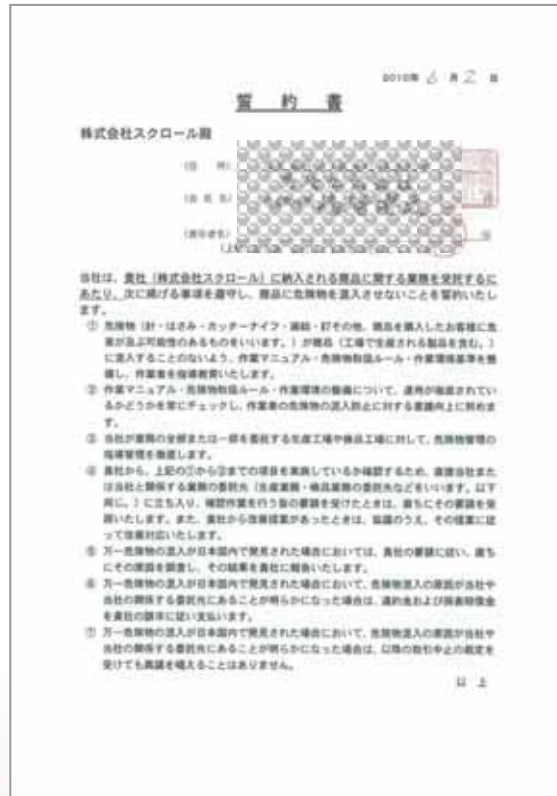 2010年 6 月 2 日
誓 約 書
株式会社スクロール殿
(住 所)
(会社名)
(責任者名)
当社は、貴社（株式会社スクロール）に納入される商品に関する業務を受託するに
あたり、次に掲げる事項を遵守し、商品に危険物を混入させないことを誓約いたし
ます。
① 危険物（針・はさみ・カッターナイフ・画鋲・釘その他、商品を購入したお客様に危
害が及ぶ可能性のあるものをいいます。）が商品（工場で生産される製品を含む。）
に混入することのないよう、作業マニュアル・危険物取扱ルール・作業環境基準を整
備し、作業者を指導教育いたします。
② 作業マニュアル・危険物取扱ルール・作業環境の整備について、運用が徹底されてい
るかどうかを常にチェックし、作業者の危険物の混入防止に対する意識向上に努めま
す。
③ 当社が業務の全部または一部を委託する生産工場や検品工場に対して、危険物管理の
指導管理を徹底します。
④ 貴社から、上記の①から③までの項目を実施しているか確認するため、直接当社また
は当社と関係する業務の委託先（生産業務・検品業務の委託先などをいいます。以下
同じ。）に立ち入り、確認作業を行う旨の要請を受けたときは、直ちにその要請を受
諾いたします。また、貴社から改善提案があったときは、協議のうえ、その提案に従
って改善対応いたします。
⑤ 万一危険物の混入が日本国内で発見された場合においては、貴社の要請に従い、直ち
にその原因を調査し、その結果を貴社に報告いたします。
⑥ 万一危険物の混入が日本国内で発見された場合において、危険物混入の原因が当社や
当社の関係する委託先にあることが明らかになった場合は、違約金および損害賠償金
を貴社の請求に従い支払います。
⑦ 万一危険物の混入が日本国内で発見された場合において、危険物混入の原因が当社や
当社の関係する委託先にあることが明らかになった場合は、以降の取引中止の裁定を
受けても異議を唱えることはありません。
以 上